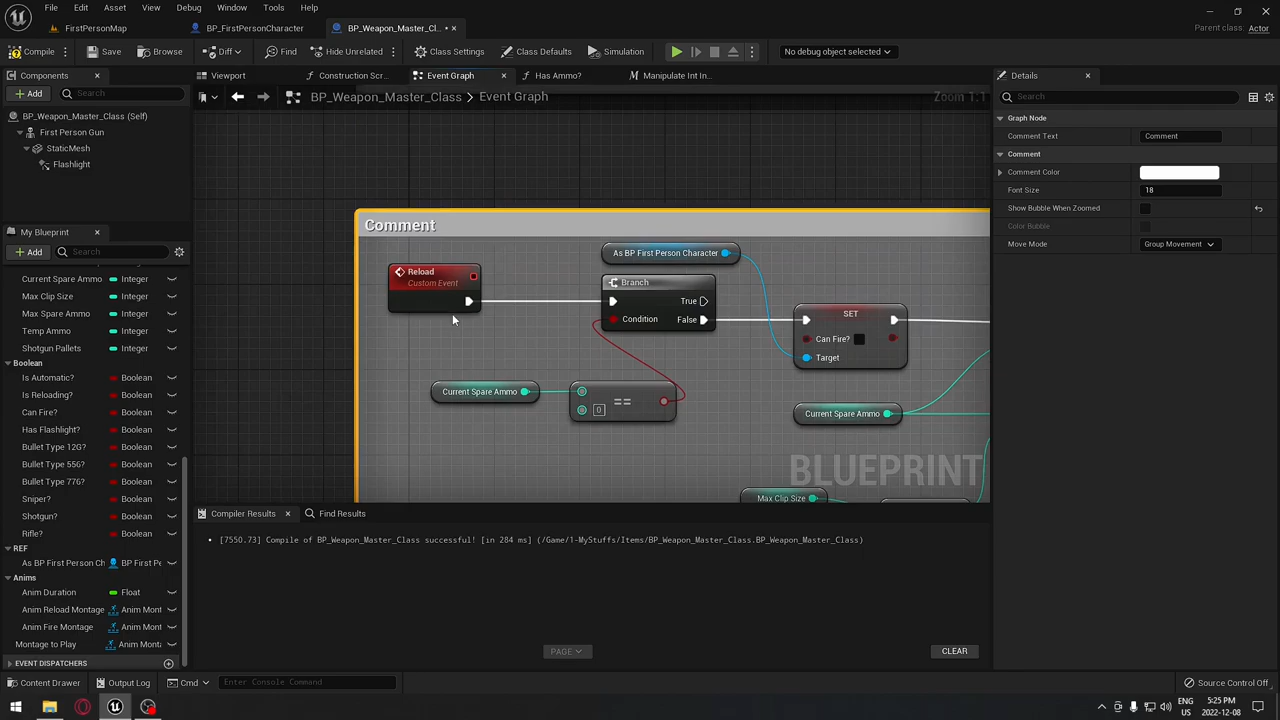 File Edit Asset View Debug Window Tools Help
FirstPersonMap
BP_FirstPersonCharacter
BP_Weapon_Master_Cl... •
Parent class: Actor
Compile
Save
Browse
Diff
Find
Hide Unrelated
Class Settings
Class Defaults
Simulation
No debug object selected
Components
Viewport
Construction Scr...
Event Graph
Has Ammo?
Manipulate Int In...
Details
Add
Search
BP_Weapon_Master_Class > Event Graph
Zoom 1:1
Search
BP_Weapon_Master_Class (Self)
First Person Gun
StaticMesh
Flashlight
Graph Node
Comment Text
Comment
Comment
Comment Color
Font Size
18
Show Bubble When Zoomed
Color Bubble
Move Mode
Group Movement
My Blueprint
Add
Search
Current Spare Ammo Integer
Max Clip Size Integer
Max Spare Ammo Integer
Temp Ammo Integer
Shotgun Pallets Integer
Boolean
Is Automatic? Boolean
Is Reloading? Boolean
Can Fire? Boolean
Has Flashlight? Boolean
Bullet Type 12G? Boolean
Bullet Type 556? Boolean
Bullet Type 776? Boolean
Sniper? Boolean
Shotgun? Boolean
Rifle? Boolean
REF
As BP First Person Ch BP First Pe
Anims
Anim Duration Float
Anim Reload Montage Anim Mont
Anim Fire Montage Anim Mont
Montage to Play Anim Mont
EVENT DISPATCHERS
Comment
Reload
Custom Event
As BP First Person Character
Branch
True
Condition
False
SET
Can Fire?
Target
Current Spare Ammo
0
==
Current Spare Ammo
Max Clip Size
BLUEPRINT
Compiler Results
Find Results
• [7550.73] Compile of BP_Weapon_Master_Class successful! [in 284 ms] (/Game/1-MyStuffs/Items/BP_Weapon_Master_Class.BP_Weapon_Master_Class)
PAGE
CLEAR
Content Drawer
Output Log
Cmd
Enter Console Command
Source Control Off
ENG
US
5:25 PM
2022-12-08